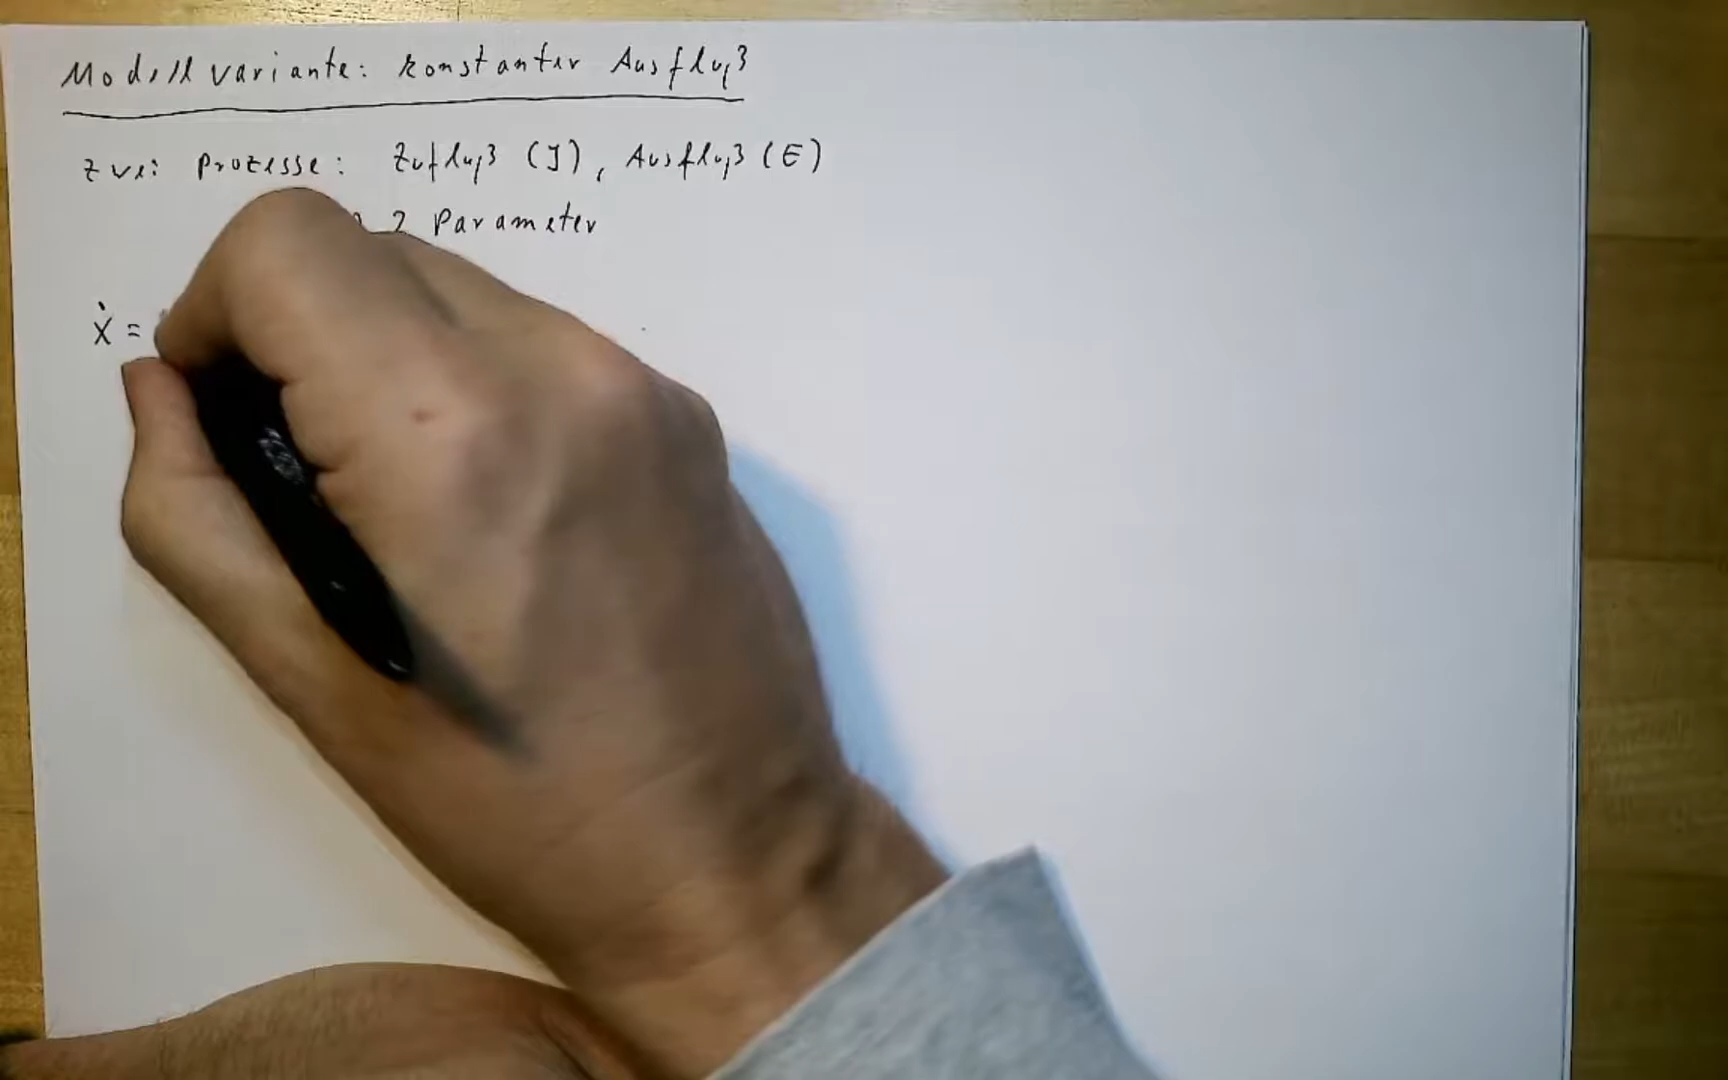 Modellvariante: konstanter Ausfluß
Zwei Prozesse: Zufluß (I), Ausfluß (E)
2 Parameter
ẋ =